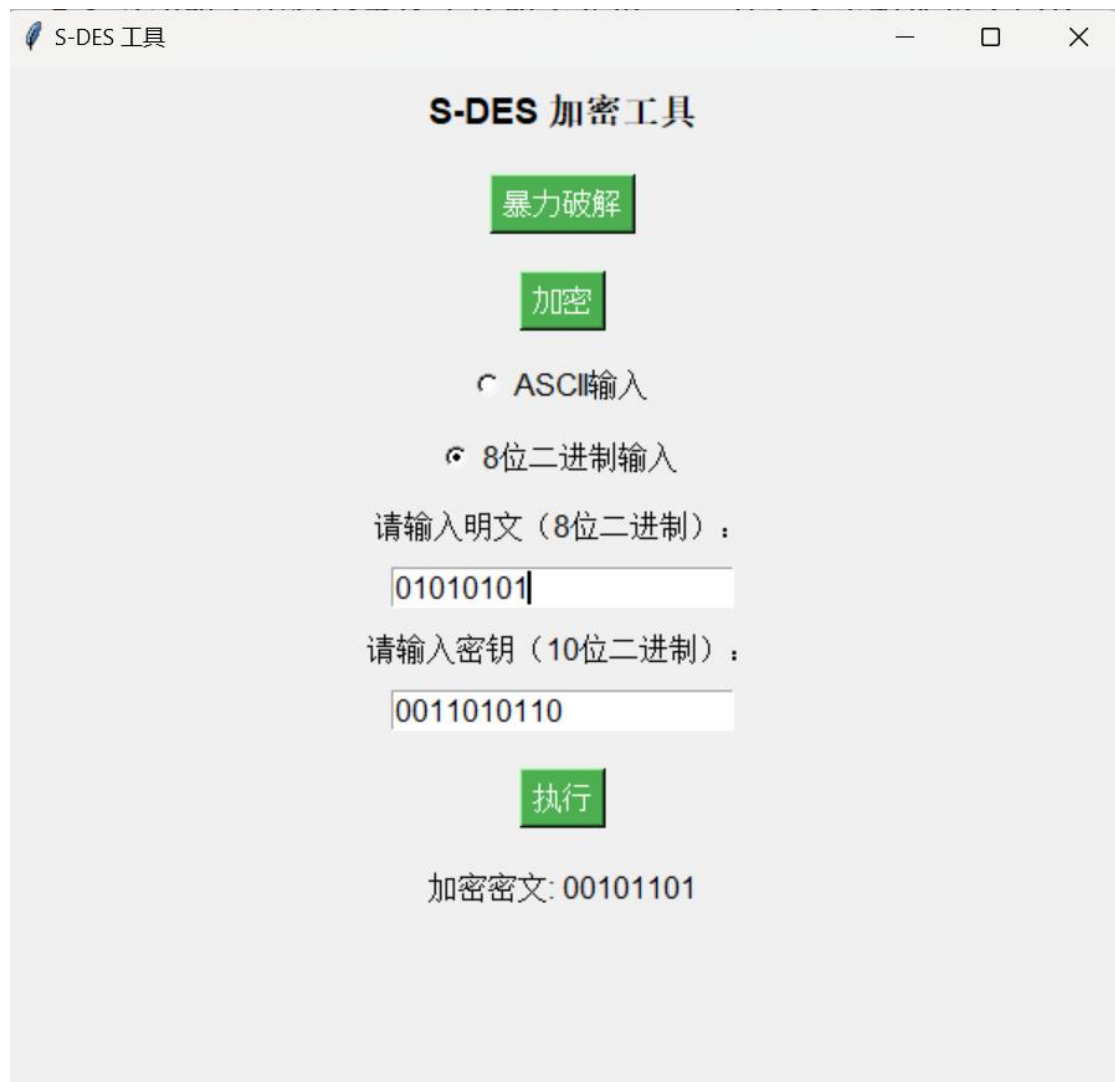 S-DES 工具
S-DES 加密工具
暴力破解
加密
ASCII输入
8位二进制输入
请输入明文（8位二进制）：
01010101
请输入密钥（10位二进制）：
0011010110
执行
加密密文: 00101101